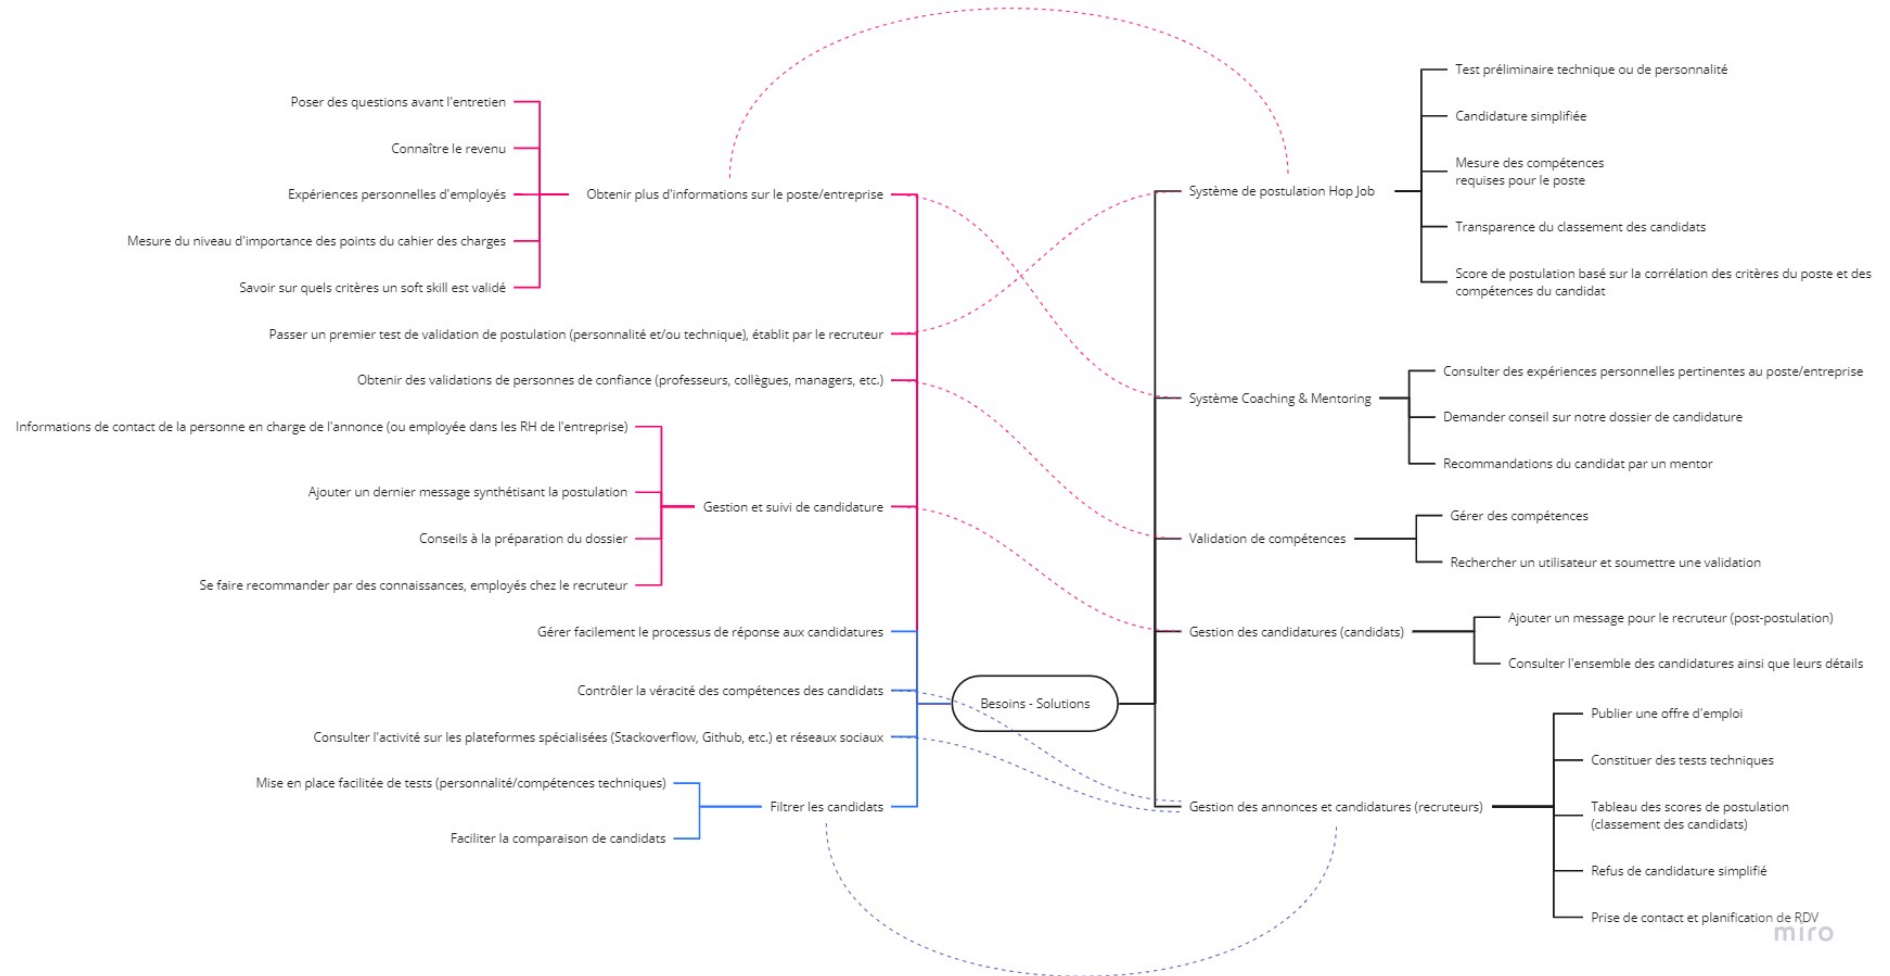 Poser des questions avant l'entretien
Connaître le revenu
Expériences personnelles d'employés
Mesure du niveau d'importance des points du cahier des charges
Savoir sur quels critères un soft skill est validé
Obtenir plus d'informations sur le poste/entreprise
Passer un premier test de validation de postulation (personnalité et/ou technique), établit par le recruteur
Obtenir des validations de personnes de confiance (professeurs, collègues, managers, etc.)
Informations de contact de la personne en charge de l'annonce (ou employée dans les RH de l'entreprise)
Ajouter un dernier message synthétisant la postulation
Conseils à la préparation du dossier
Se faire recommander par des connaissances, employés chez le recruteur
Gestion et suivi de candidature
Gérer facilement le processus de réponse aux candidatures
Contrôler la véracité des compétences des candidats
Consulter l'activité sur les plateformes spécialisées (Stackoverflow, Github, etc.) et réseaux sociaux
Mise en place facilitée de tests (personnalité/compétences techniques)
Faciliter la comparaison de candidats
Filtrer les candidats
Besoins - Solutions
Système de postulation Hop Job
Test préliminaire technique ou de personnalité
Candidature simplifiée
Mesure des compétences
requises pour le poste
Transparence du classement des candidats
Score de postulation basé sur la corrélation des critères du poste et des
compétences du candidat
Système Coaching & Mentoring
Consulter des expériences personnelles pertinentes au poste/entreprise
Demander conseil sur notre dossier de candidature
Recommandations du candidat par un mentor
Validation de compétences
Gérer des compétences
Rechercher un utilisateur et soumettre une validation
Gestion des candidatures (candidats)
Ajouter un message pour le recruteur (post-postulation)
Consulter l'ensemble des candidatures ainsi que leurs détails
Gestion des annonces et candidatures (recruteurs)
Publier une offre d'emploi
Constituer des tests techniques
Tableau des scores de postulation
(classement des candidats)
Refus de candidature simplifié
Prise de contact et planification de RDV
miro